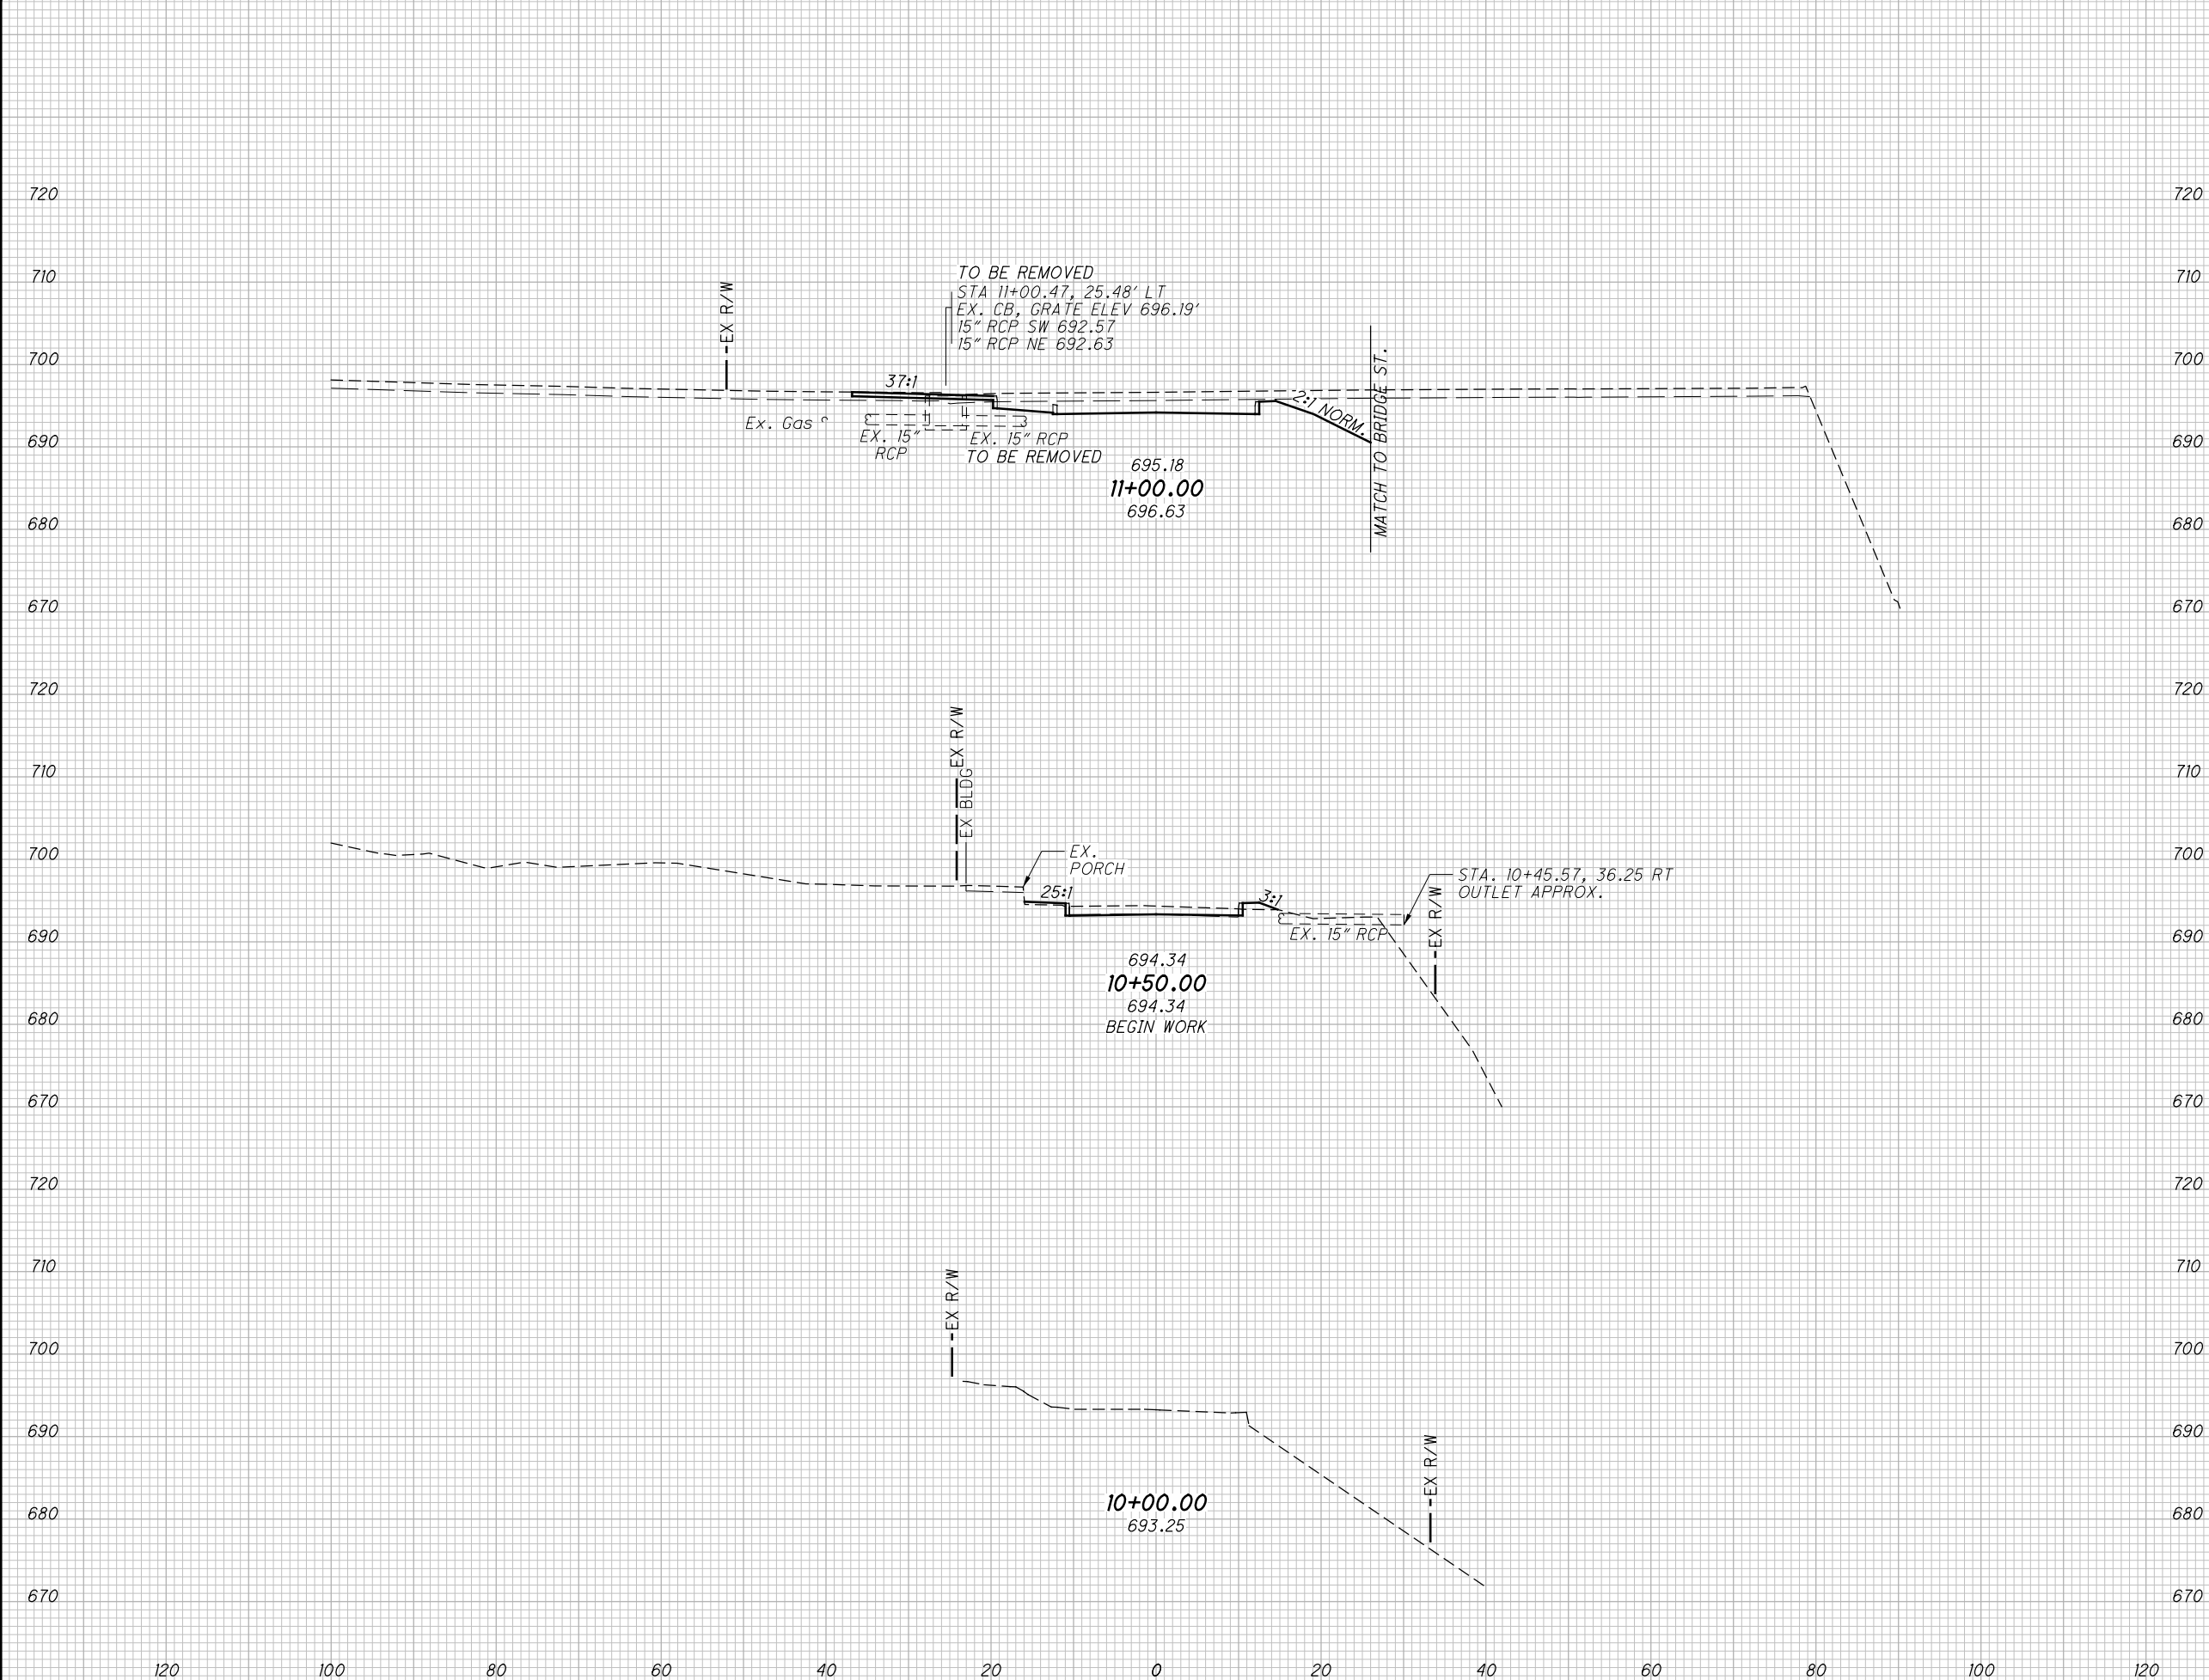 720
720
TO BE REMOVED
710
EX R/W
STA 11+00.47, 25.48' LT
710
EX. CB, GRATE ELEV 696.19'
15" RCP SW 692.57
15" RCP NE 692.63
700
700
37:1
2:1 NORM.
MATCH TO BRIDGE ST.
Ex. Gas
EX. 15"
RCP
EX. 15" RCP
TO BE REMOVED
690
690
695.18
11+00.00
696.63
680
680
670
670
720
720
EX R/W
710
EX BLDG
710
700
EX.
PORCH
700
25:1
3:1
STA. 10+45.57, 36.25 RT
OUTLET APPROX.
EX R/W
690
EX. 15" RCP
690
694.34
10+50.00
694.34
BEGIN WORK
680
680
670
670
720
720
710
710
EX R/W
700
700
690
690
EX R/W
10+00.00
693.25
680
680
670
670
120
100
80
60
40
20
0
20
40
60
80
100
120